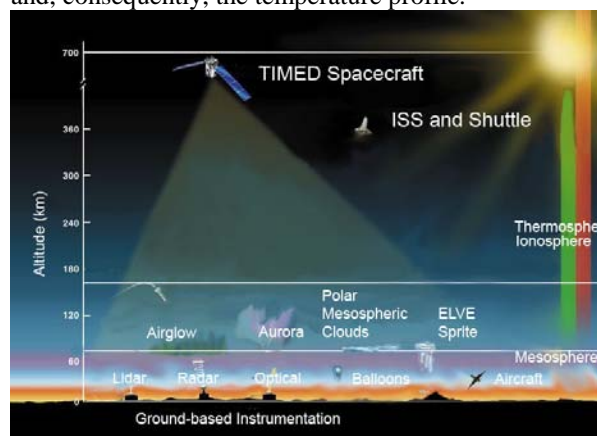 and, consequently, the temperature profile.
700
TIMED Spacecraft
ISS and Shuttle
360
300
240
180
120
60
0
Altitude (km)
Thermosphe
Ionosphere
Polar
Mesospheric
Clouds
ELVE
Sprite
Airglow
Aurora
Mesosphere
Lidar
Radar
Optical
Balloons
Aircraft
Ground-based Instrumentation